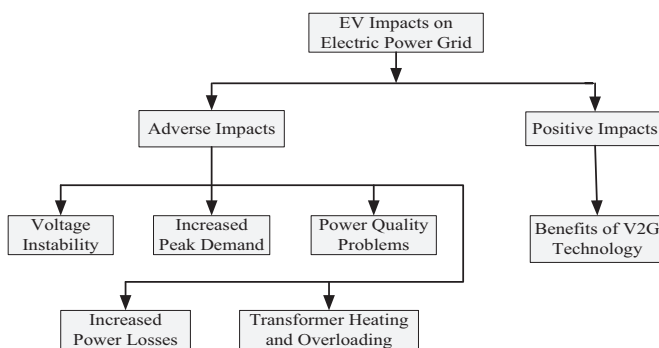 EV Impacts on
Electric Power Grid
Adverse Impacts
Positive Impacts
Voltage
Instability
Increased
Peak Demand
Power Quality
Problems
Benefits of V2G
Technology
Increased
Power Losses
Transformer Heating
and Overloading